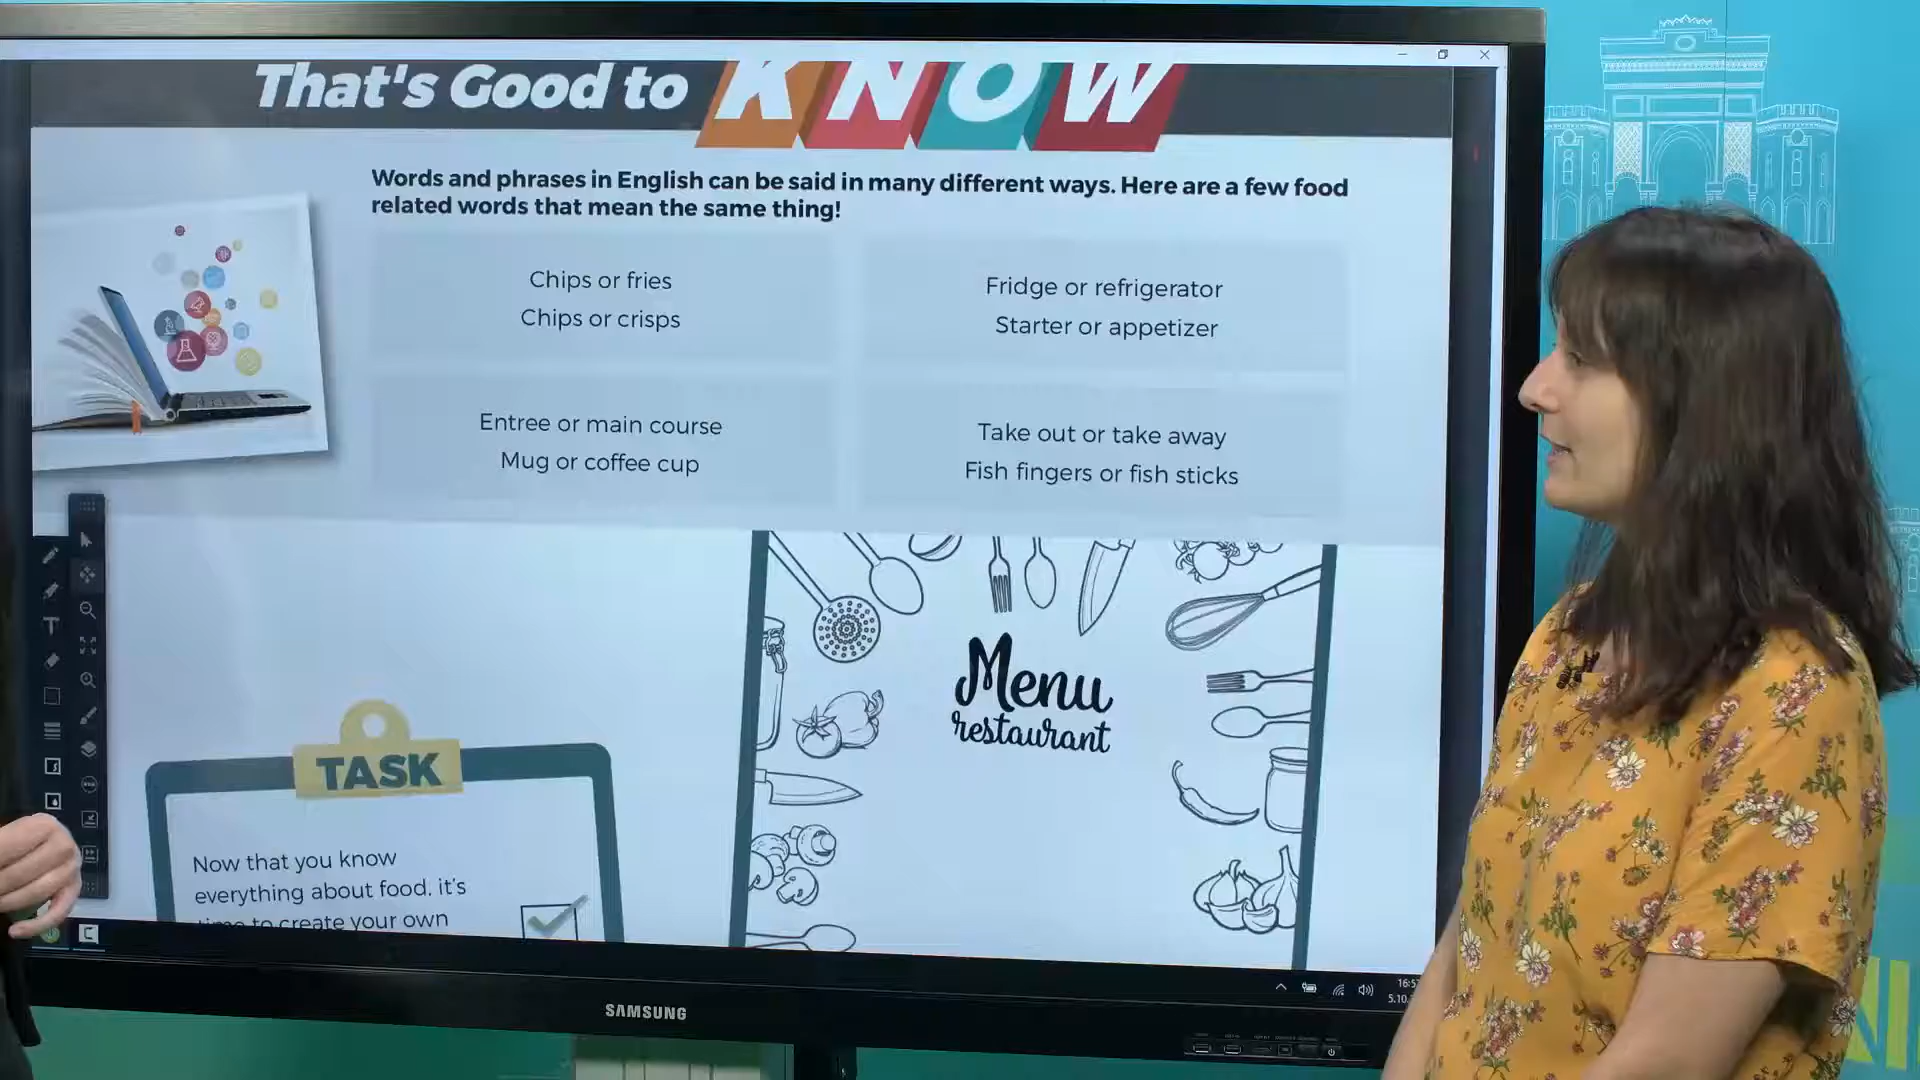 That's Good to KNOW
Words and phrases in English can be said in many different ways. Here are a few food
related words that mean the same thing!
Chips or fries
Chips or crisps
Fridge or refrigerator
Starter or appetizer
Entree or main course
Mug or coffee cup
Take out or take away
Fish fingers or fish sticks
Menu
restaurant
TASK
Now that you know
everything about food, it's
time to create your own
SAMSUNG